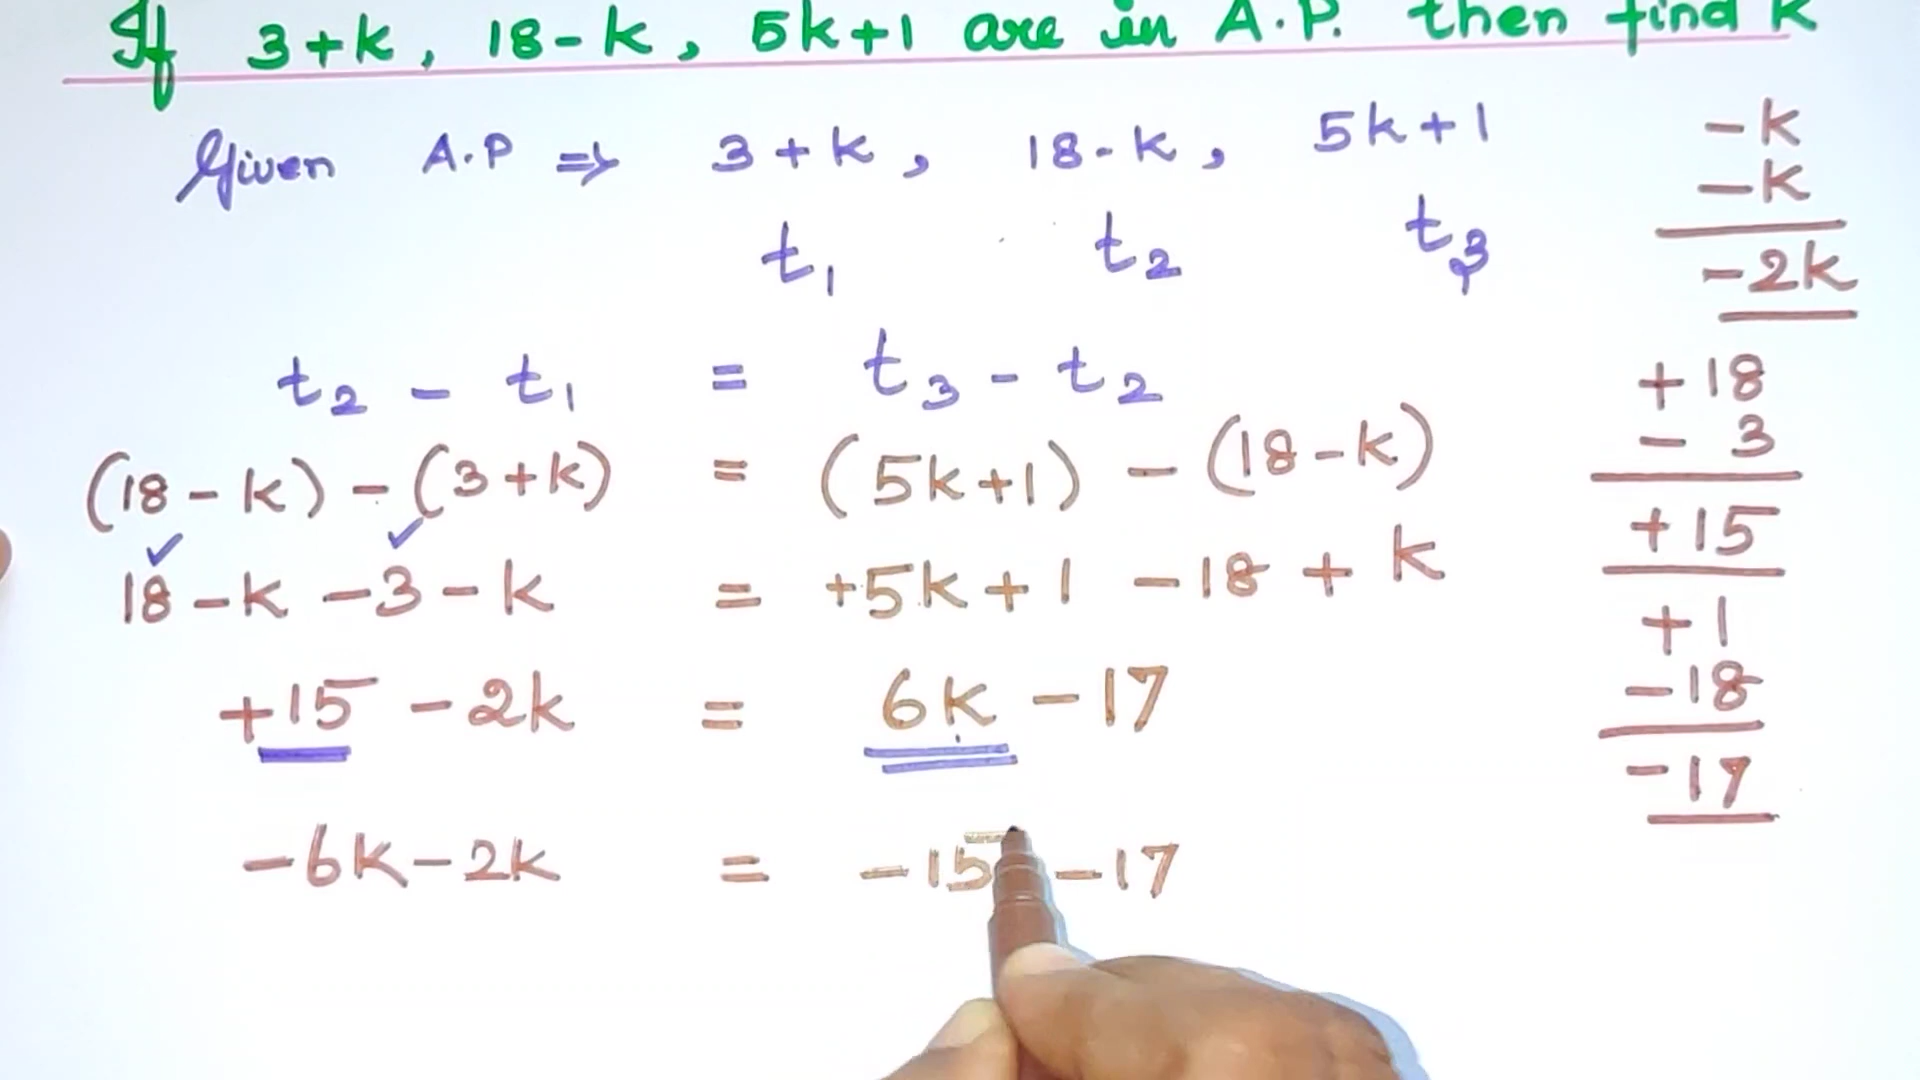 If 3+k, 18-k, 5k+1 are in A.P. then find k
Given A.P ⇒ 3+k, 18-k, 5k+1
t₁ t₂ t₃
t₂ - t₁ = t₃ - t₂
(18-k) - (3+k) = (5k+1) - (18-k)
18-k -3-k = +5k+1 -18+k
+15 -2k = 6k -17
-6k-2k = -15 -17
-k
-k
-2k
+18
- 3
+15
+1
-18
-17